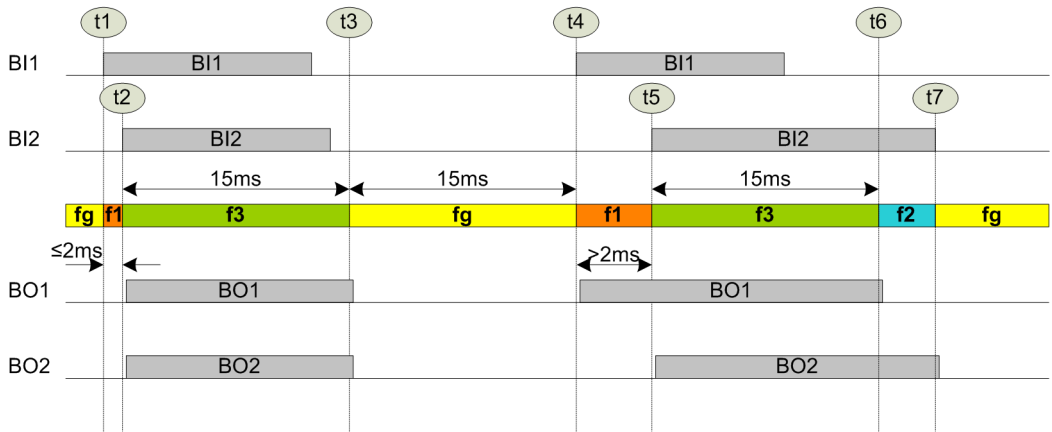 t1 t3 t4 t6
BI1 BI1 BI1
t2 t5 t7
BI2 BI2 BI2
15ms 15ms 15ms
fg f1 f3 fg f1 f3 f2 fg
≤2ms >2ms
BO1 BO1 BO1
BO2 BO2 BO2